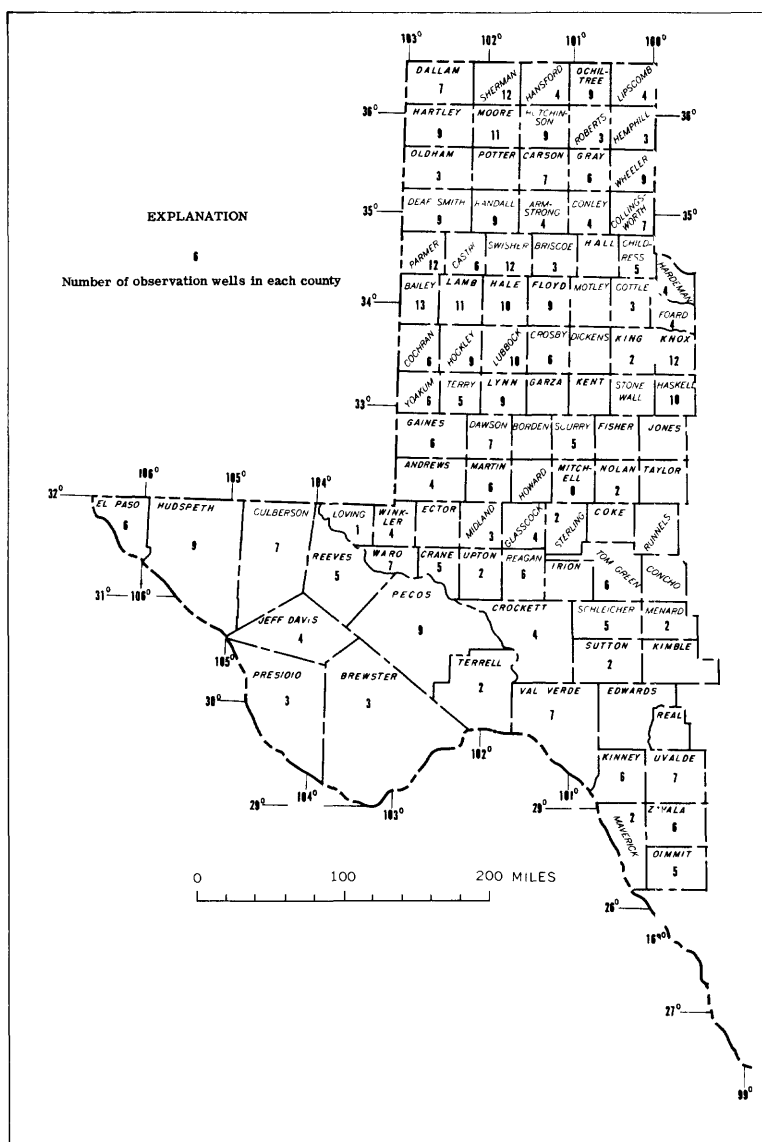 103° 102° 101° 100°
DALLAM
7
SHERMAN
12
HANSFORD
4
OCHIL-
TREE
9
LIPSCOMB
4
36° 36°
HARTLEY
9
MOORE
11
HUTCHIN-
SON
9
ROBERTS
3
HEMPHILL
3
OLDHAM
3
POTTER
CARSON
7
GRAY
6
WHEELER
9
35° 35°
DEAF SMITH
9
RANDALL
9
ARM-
STRONG
4
DONLEY
4
COLLINGS-
WORTH
7
EXPLANATION
6
Number of observation wells in each county
PARMER
12
CASTRO
6
SWISHER
12
BRISCOE
3
HALL
CHILD-
RESS
5
HARDEMAN
4
34°
BAILEY
13
LAMB
11
HALE
10
FLOYD
9
MOTLEY
COTTLE
3
FOARD
4
COCHRAN
6
HOCKLEY
9
LUBBOCK
10
CROSBY
6
DICKENS
KING
2
KNOX
12
33°
YOAKUM
6
TERRY
5
LYNN
9
GARZA
KENT
STONE
WALL
HASKELL
10
GAINES
6
DAWSON
7
BORDEN
SCURRY
5
FISHER
JONES
ANDREWS
4
MARTIN
6
HOWARD
MITCH-
ELL
NOLAN
2
TAYLOR
32° 106° 105° 104°
EL PASO
6
HUDSPETH
9
CULBERSON
7
LOVING
1
WINK-
LER
4
ECTOR
MIDLAND
3
GLASSCOCK
4
2
STERLING
COKE
RUNNELS
REEVES
5
WARD
7
CRANE
5
UPTON
2
REAGAN
6
IRION
TOM GREEN
6
CONCHO
31° 106°
PECOS
9
CROCKETT
4
SCHLEICHER
5
MENARD
2
JEFF DAVIS
4
105°
SUTTON
2
KIMBLE
PRESIDIO
3
BREWSTER
3
TERRELL
2
VAL VERDE
7
EDWARDS
REAL
30°
102°
KINNEY
6
UVALDE
7
29° 104° 103° 101°
29°
2
MAVERICK
ZAVALA
6
DIMMIT
5
0 100 200 MILES
26°
27°
99°